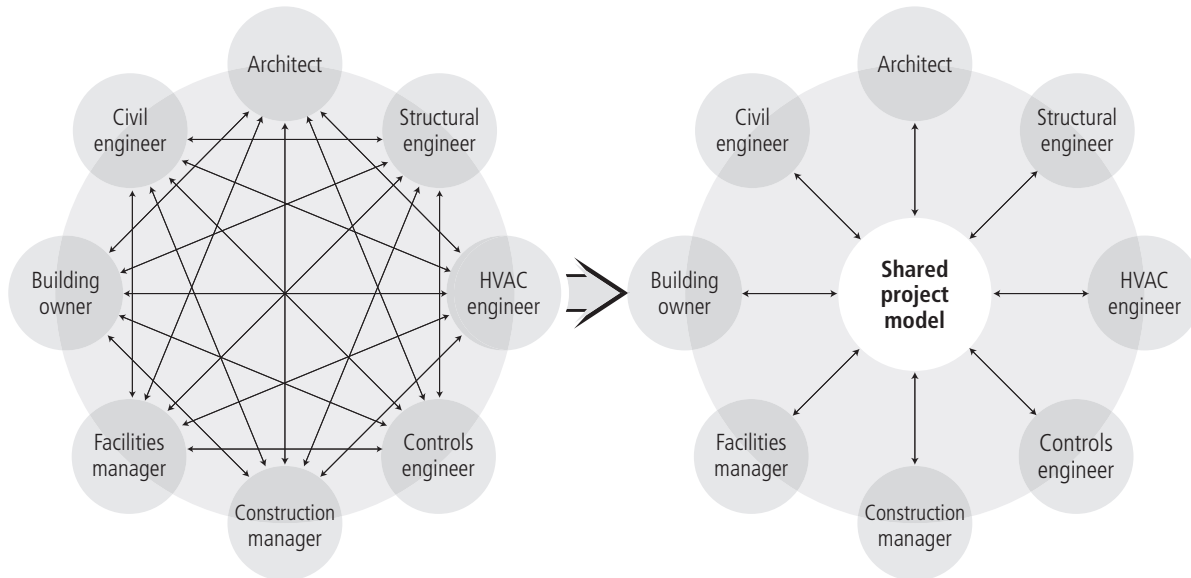 Architect
Civil
engineer
Structural
engineer
Building
owner
HVAC
engineer
Facilities
manager
Controls
engineer
Construction
manager
Architect
Civil
engineer
Structural
engineer
Building
owner
Shared
project
model
HVAC
engineer
Facilities
manager
Controls
engineer
Construction
manager